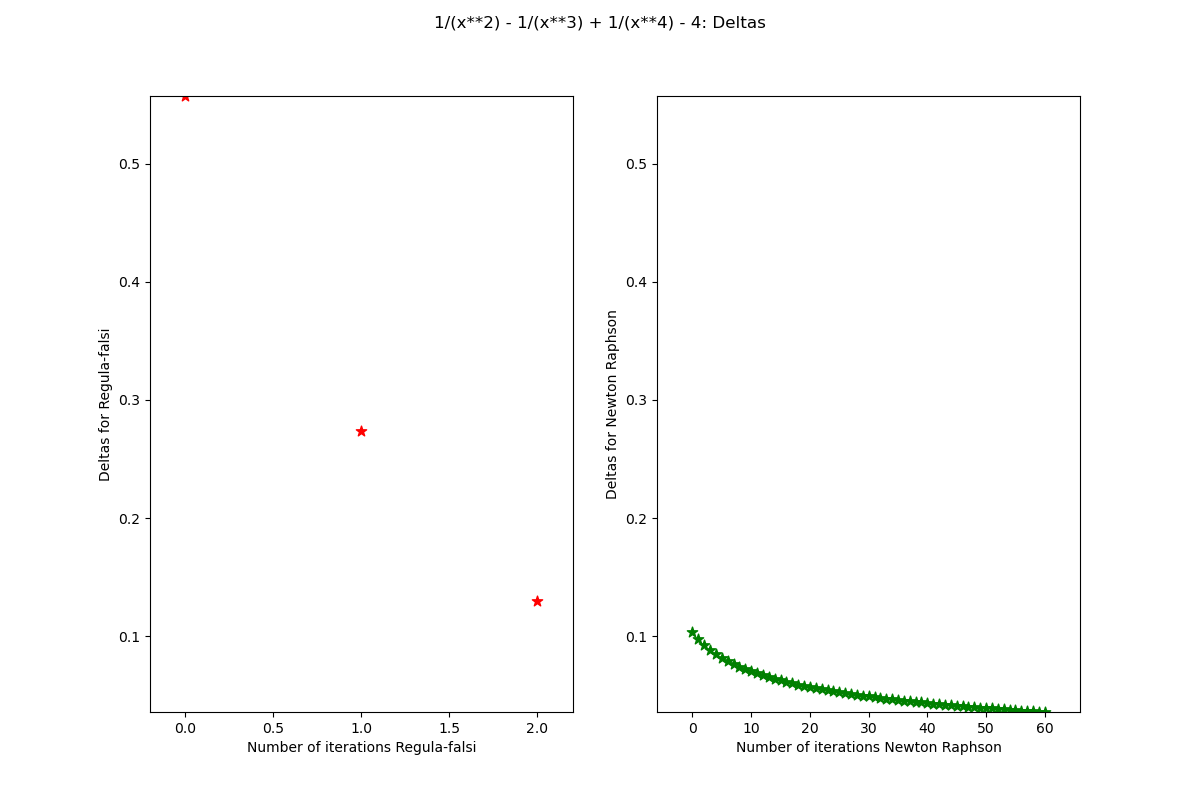 1/(x**2) - 1/(x**3) + 1/(x**4) - 4: Deltas
Deltas for Regula-falsi
0.5
0.4
0.3
0.2
0.1
0.0 0.5 1.0 1.5 2.0
Number of iterations Regula-falsi
Deltas for Newton Raphson
0.5
0.4
0.3
0.2
0.1
0 10 20 30 40 50 60
Number of iterations Newton Raphson